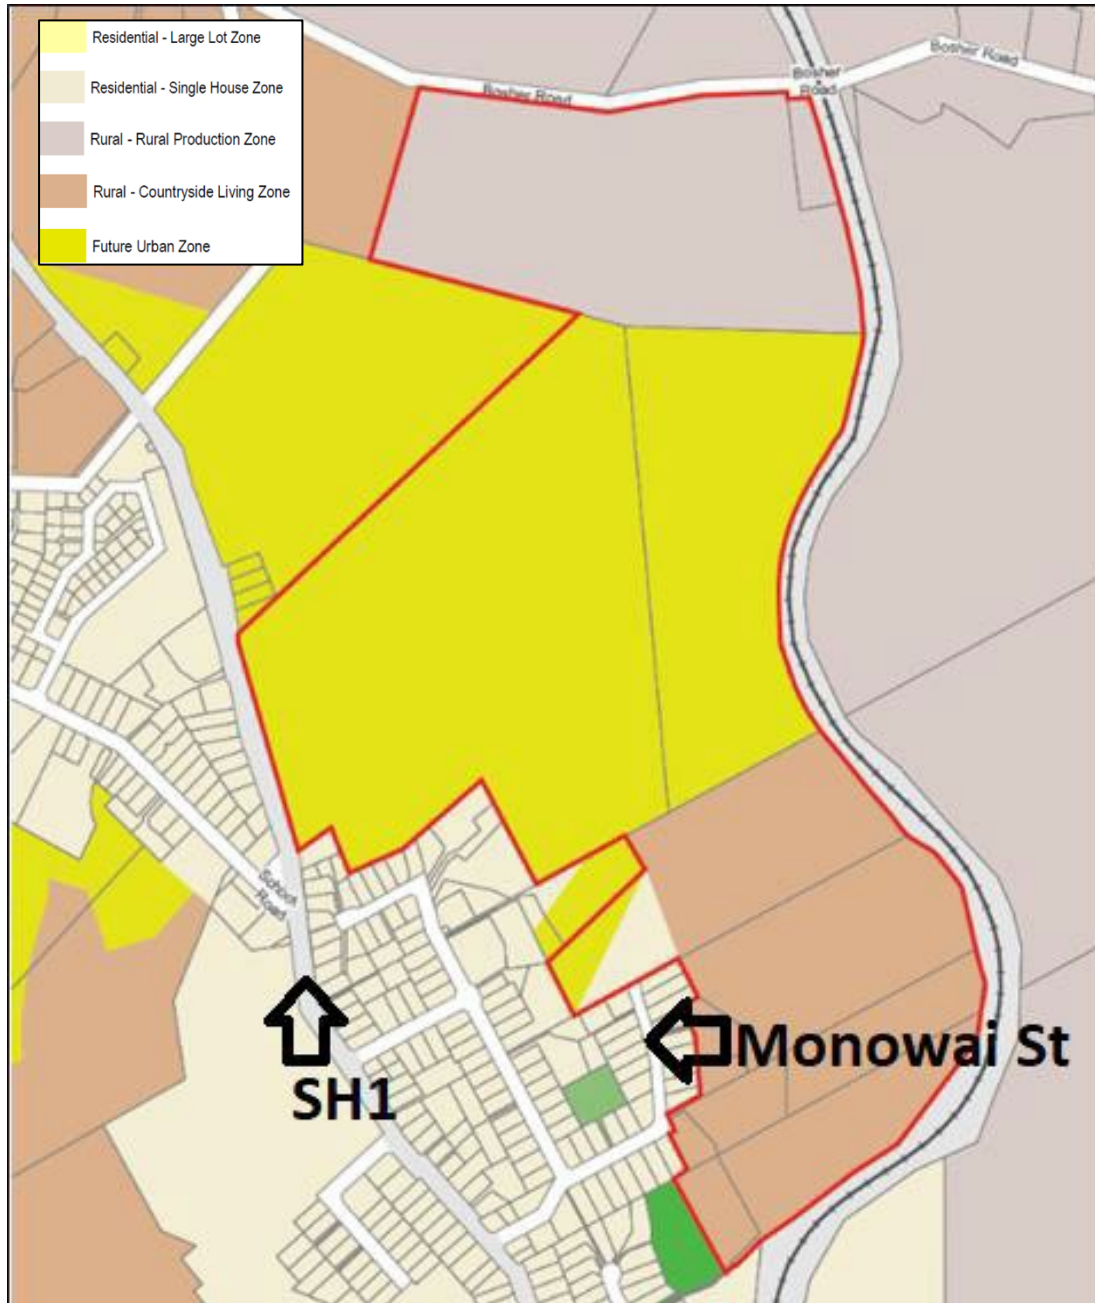 Residential - Large Lot Zone
Residential - Single House Zone
Rural - Rural Production Zone
Rural - Countryside Living Zone
Future Urban Zone
Bosher Road
Bosher
Road
Bosher Road
School
Road
SH1
Monowai St